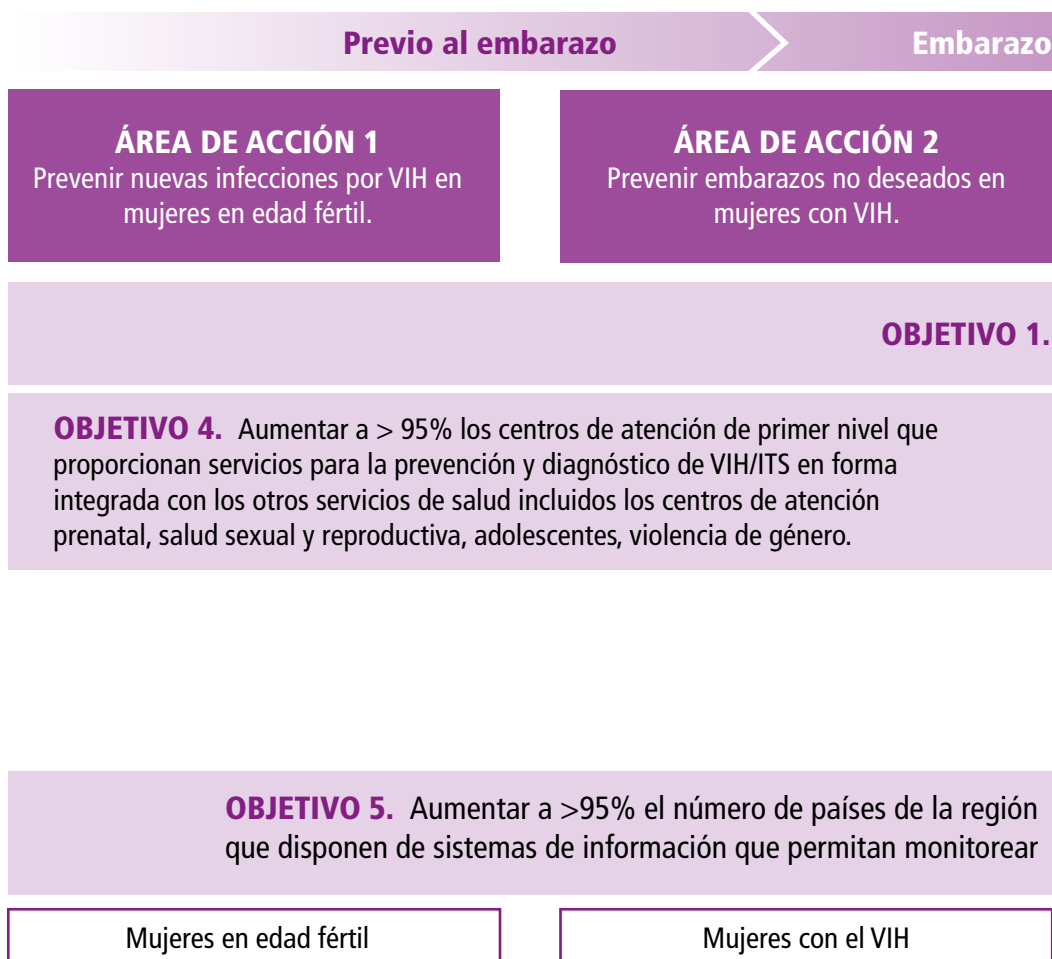 Previo al embarazo
Embarazo
ÁREA DE ACCIÓN 1
Prevenir nuevas infecciones por VIH en
mujeres en edad fértil.
ÁREA DE ACCIÓN 2
Prevenir embarazos no deseados en
mujeres con VIH.
OBJETIVO 1.
OBJETIVO 4. Aumentar a > 95% los centros de atención de primer nivel que
proporcionan servicios para la prevención y diagnóstico de VIH/ITS en forma
integrada con los otros servicios de salud incluidos los centros de atención
prenatal, salud sexual y reproductiva, adolescentes, violencia de género.
OBJETIVO 5. Aumentar a >95% el número de países de la región
que disponen de sistemas de información que permitan monitorear
Mujeres en edad fértil
Mujeres con el VIH